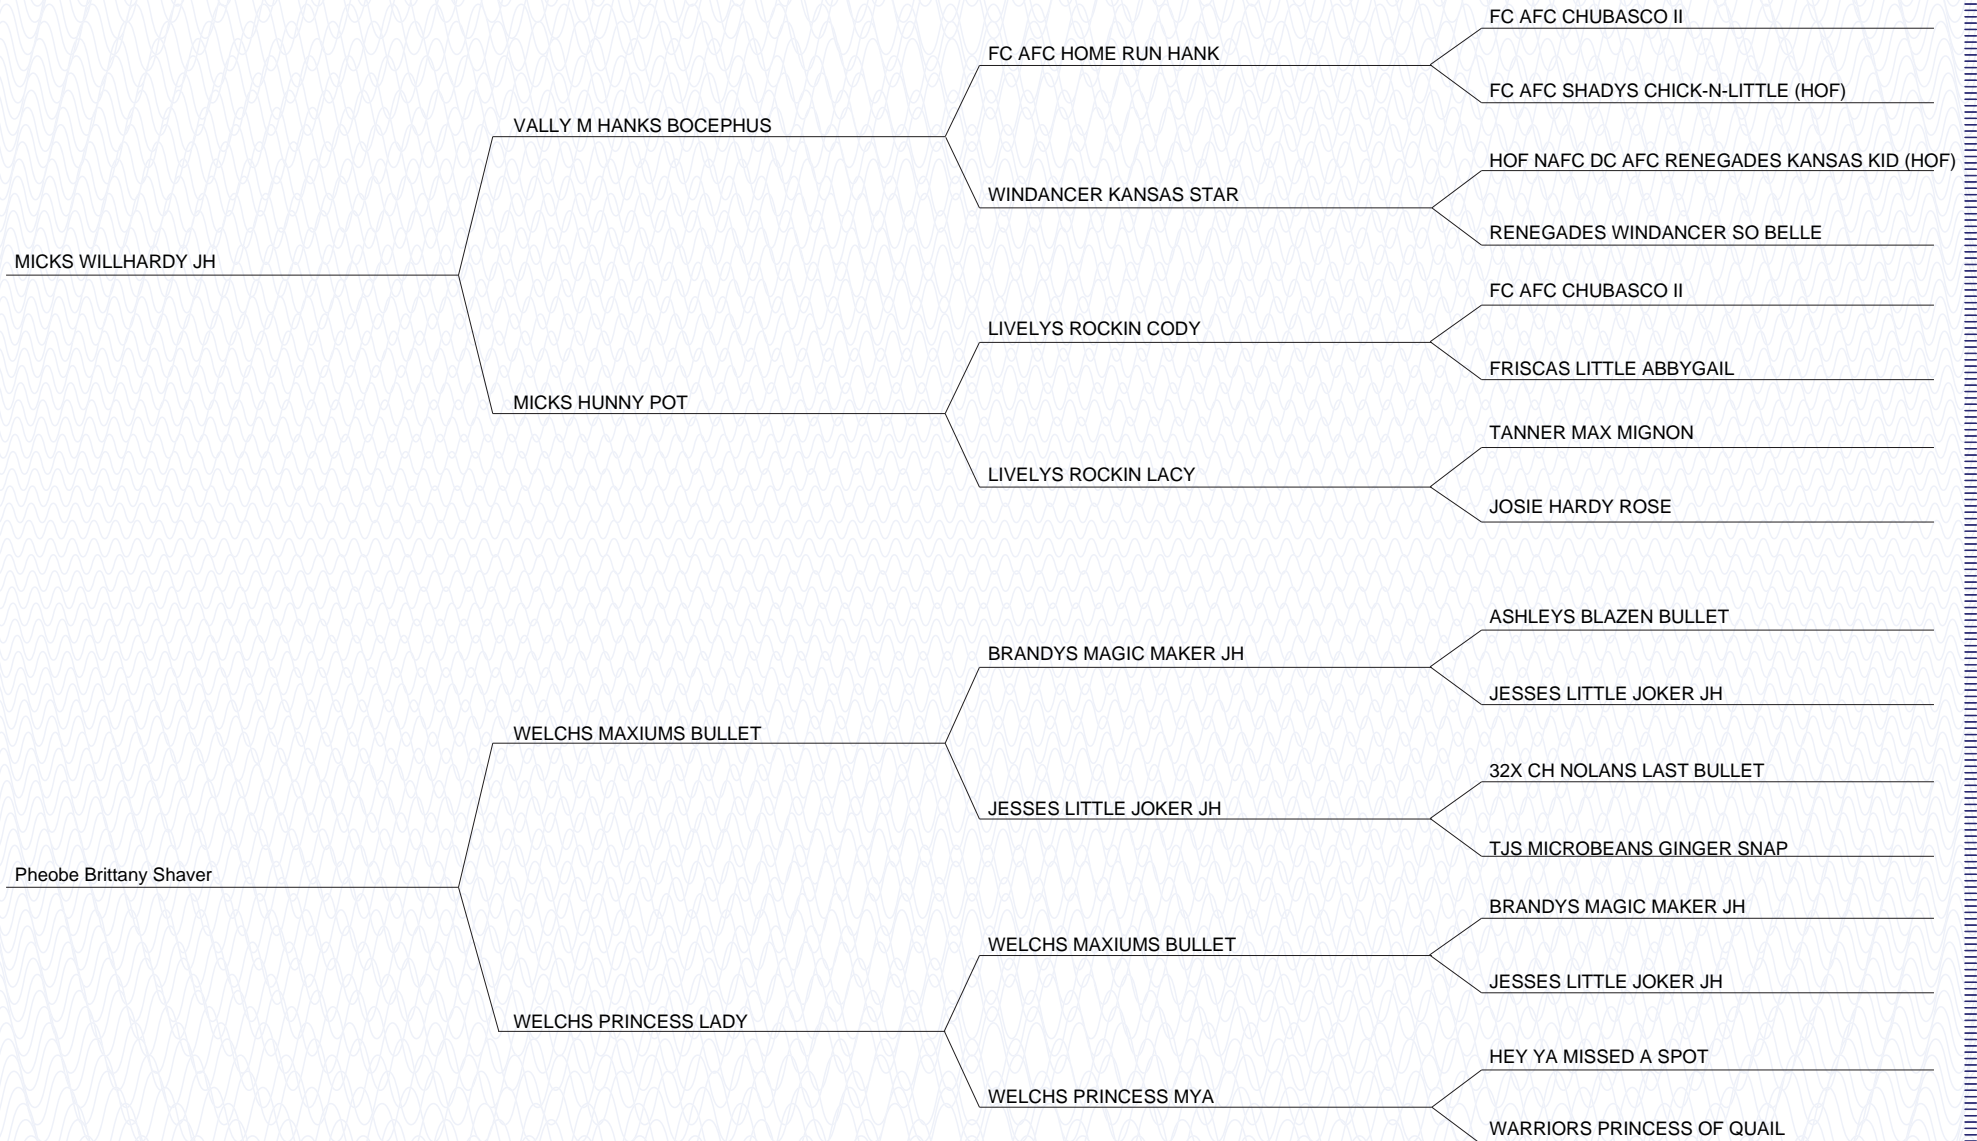 FC AFC CHUBASCO II
FC AFC HOME RUN HANK
FC AFC SHADYS CHICK-N-LITTLE (HOF)
VALLY M HANKS BOCEPHUS
HOF NAFC DC AFC RENEGADES KANSAS KID (HOF)
WINDANCER KANSAS STAR
RENEGADES WINDANCER SO BELLE
MICKS WILLHARDY JH
FC AFC CHUBASCO II
LIVELYS ROCKIN CODY
FRISCAS LITTLE ABBYGAIL
MICKS HUNNY POT
TANNER MAX MIGNON
LIVELYS ROCKIN LACY
JOSIE HARDY ROSE
ASHLEYS BLAZEN BULLET
BRANDYS MAGIC MAKER JH
JESSES LITTLE JOKER JH
WELCHS MAXIUMS BULLET
32X CH NOLANS LAST BULLET
JESSES LITTLE JOKER JH
TJS MICROBEANS GINGER SNAP
Pheobe Brittany Shaver
BRANDYS MAGIC MAKER JH
WELCHS MAXIUMS BULLET
JESSES LITTLE JOKER JH
WELCHS PRINCESS LADY
HEY YA MISSED A SPOT
WELCHS PRINCESS MYA
WARRIORS PRINCESS OF QUAIL